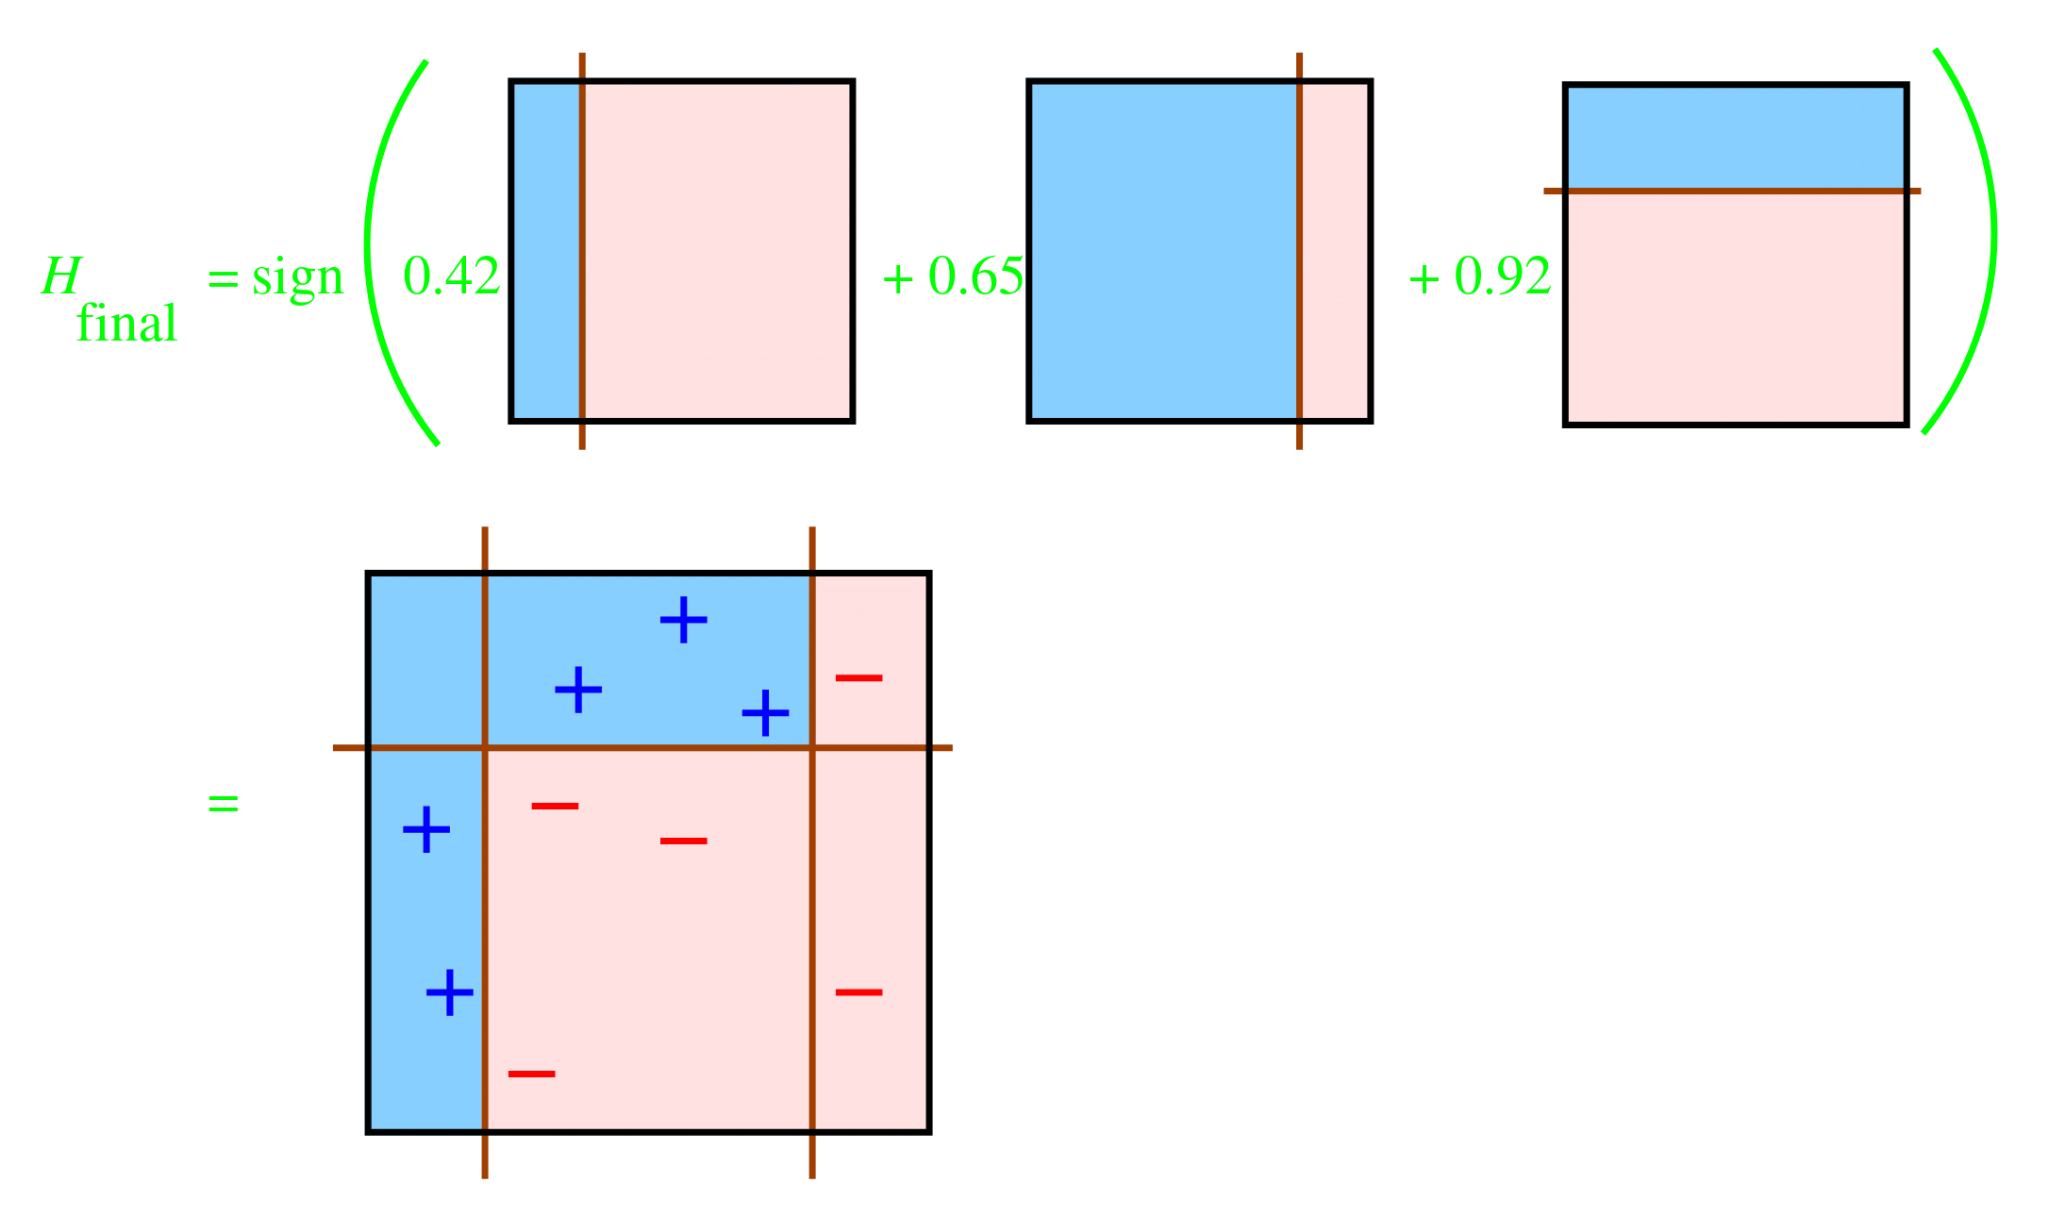 H final = sign ( 0.42 + 0.65 + 0.92 )
+
+ −
+
= + − −
+ −
−